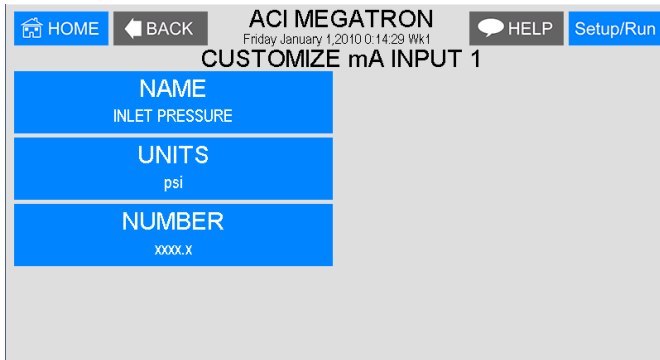 HOME
BACK
ACI MEGATRON
Friday January 1,2010 0:14:29 Wk1
HELP
Setup/Run
CUSTOMIZE mA INPUT 1
NAME
INLET PRESSURE
UNITS
psi
NUMBER
xxxx.x